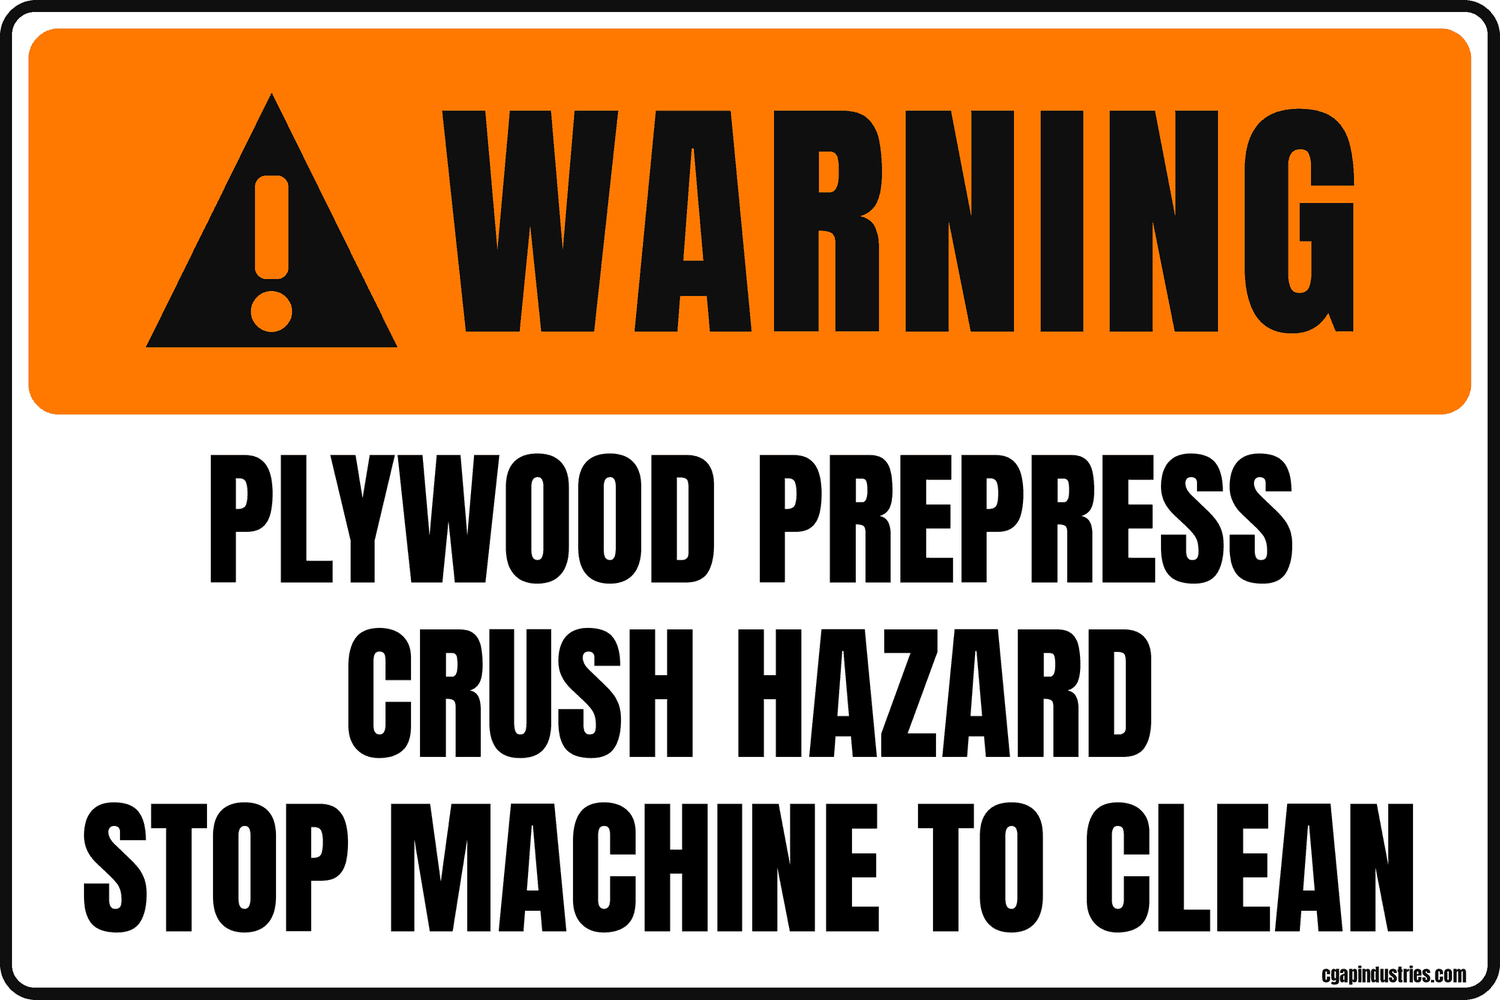 WARNING
PLYWOOD PREPRESS
CRUSH HAZARD
STOP MACHINE TO CLEAN
cgapindustries.com